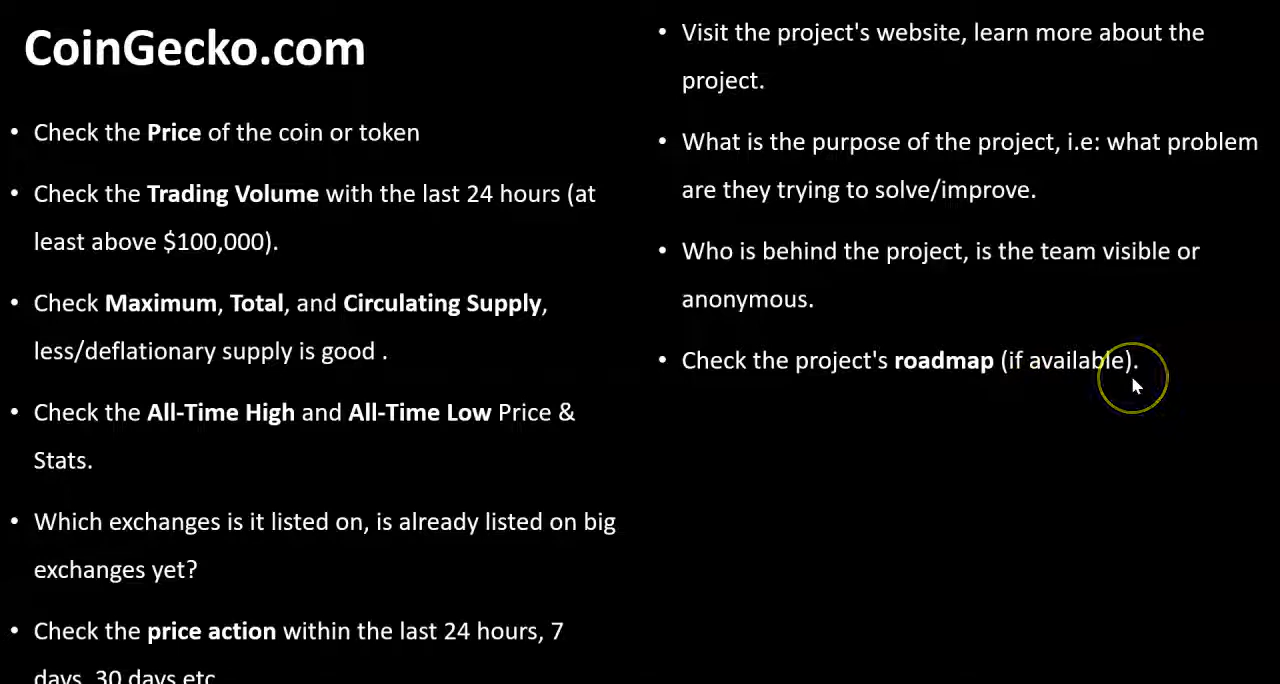 CoinGecko.com
• Check the Price of the coin or token
• Check the Trading Volume with the last 24 hours (at
least above $100,000).
• Check Maximum, Total, and Circulating Supply,
less/deflationary supply is good .
• Check the All-Time High and All-Time Low Price &
Stats.
• Which exchanges is it listed on, is already listed on big
exchanges yet?
• Check the price action within the last 24 hours, 7
days, 30 days etc
• Visit the project's website, learn more about the
project.
• What is the purpose of the project, i.e: what problem
are they trying to solve/improve.
• Who is behind the project, is the team visible or
anonymous.
• Check the project's roadmap (if available).